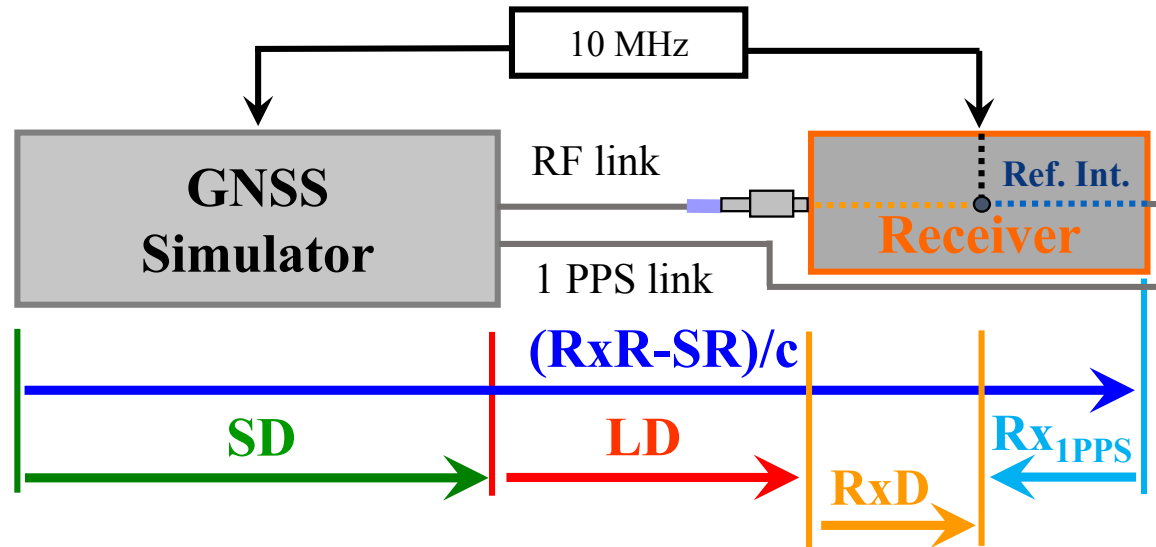 10 MHz
GNSS
Simulator
RF link
Ref. Int.
Receiver
1 PPS link
(RxR-SR)/c
SD
LD
RxD
Rx1PPS